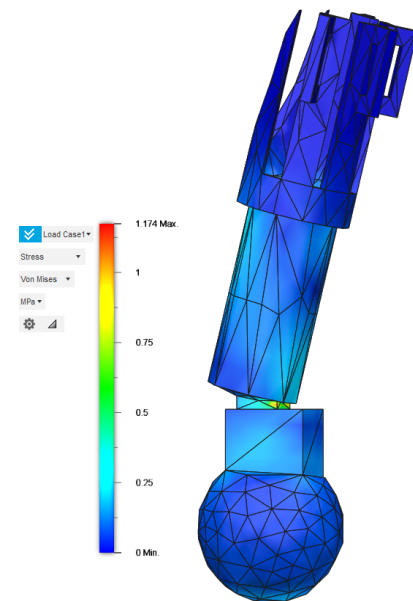 Load Case1
Stress
Von Mises
MPa
1.174 Max.
1
0.75
0.5
0.25
0 Min.